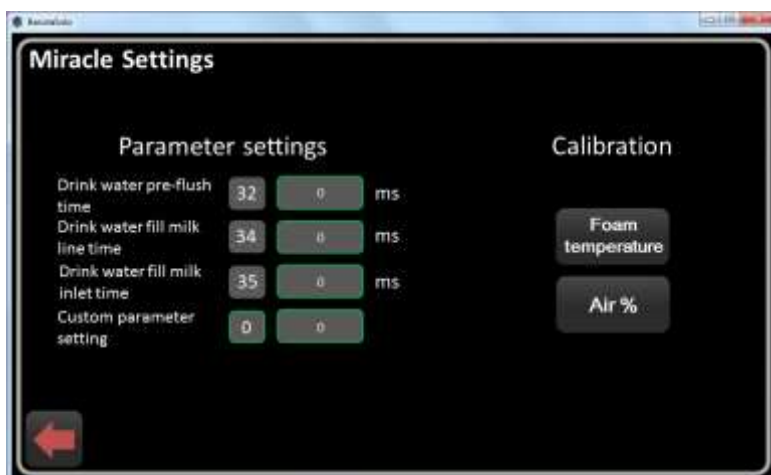 Miracle Settings
Parameter settings
Calibration
Drink water pre-flush
time
32
0
ms
Drink water fill milk
line time
34
0
ms
Drink water fill milk
inlet time
35
0
ms
Custom parameter
setting
0
0
Foam
temperature
Air %